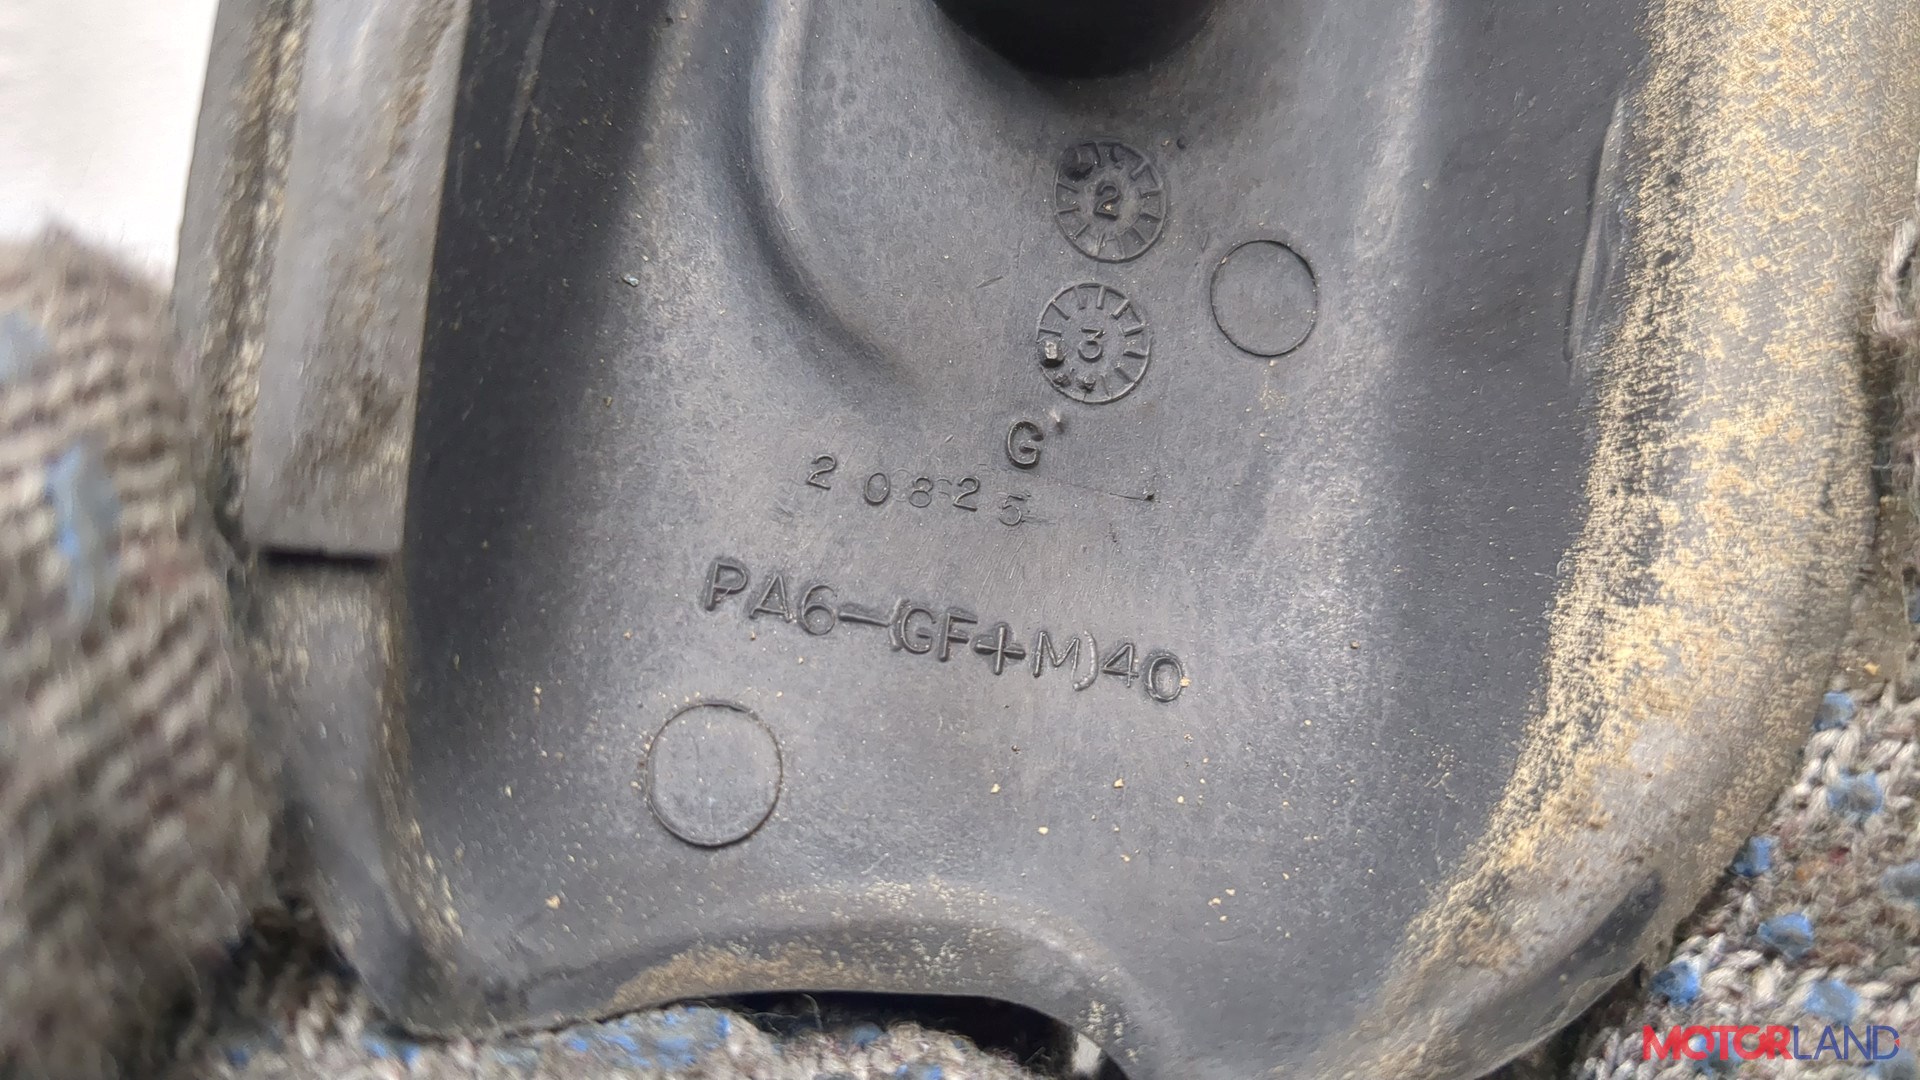 2
3
G
20825
PA6-(GF+M)40
MOTORLAND